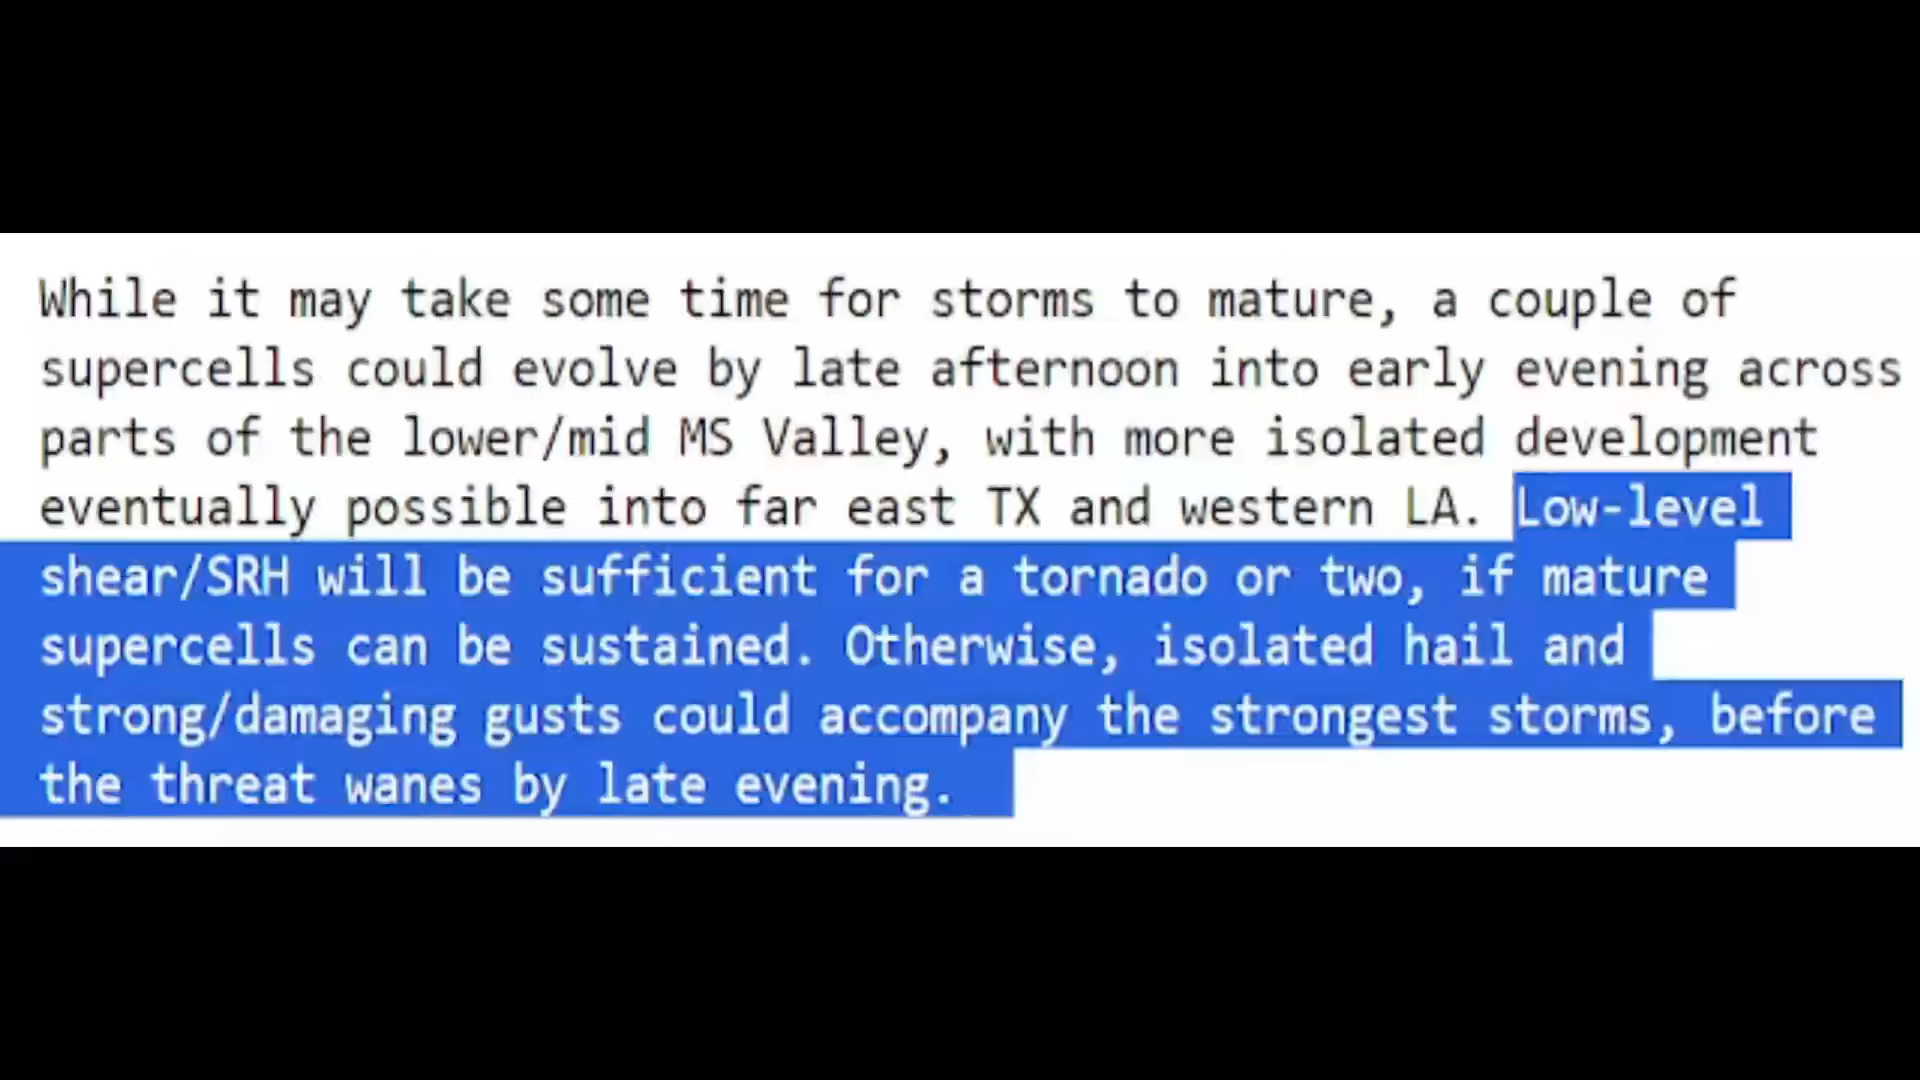 While it may take some time for storms to mature, a couple of
supercells could evolve by late afternoon into early evening across
parts of the lower/mid MS Valley, with more isolated development
eventually possible into far east TX and western LA. Low-level
shear/SRH will be sufficient for a tornado or two, if mature
supercells can be sustained. Otherwise, isolated hail and
strong/damaging gusts could accompany the strongest storms, before
the threat wanes by late evening.